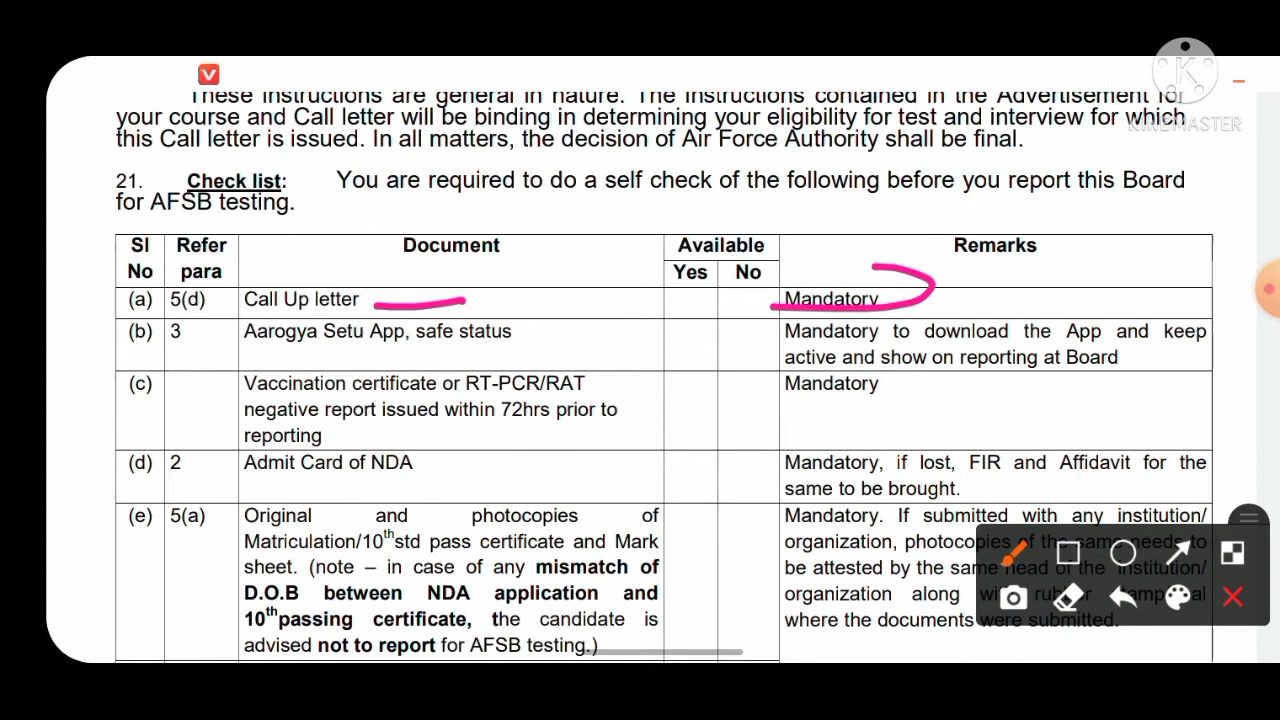 These instructions are general in nature. The Instructions contained in the Advertisement for
your course and Call letter will be binding in determining your eligibility for test and interview for which
this Call letter is issued. In all matters, the decision of Air Force Authority shall be final.
KINEMASTER
21. Check list: You are required to do a self check of the following before you report this Board
for AFSB testing.
Sl No Refer para Document Available Remarks
Yes No
(a) 5(d) Call Up letter Mandatory
(b) 3 Aarogya Setu App, safe status Mandatory to download the App and keep
active and show on reporting at Board
(c) Vaccination certificate or RT-PCR/RAT Mandatory
negative report issued within 72hrs prior to
reporting
(d) 2 Admit Card of NDA Mandatory, if lost, FIR and Affidavit for the
same to be brought.
(e) 5(a) Original and photocopies of Mandatory. If submitted with any institution/
Matriculation/10th std pass certificate and Mark organization, photocopies of the same needs to
sheet. (note – in case of any mismatch of be attested by the same head of the institution/
D.O.B between NDA application and organization along
10th passing certificate, the candidate is where the documents were submitted.
advised not to report for AFSB testing.)